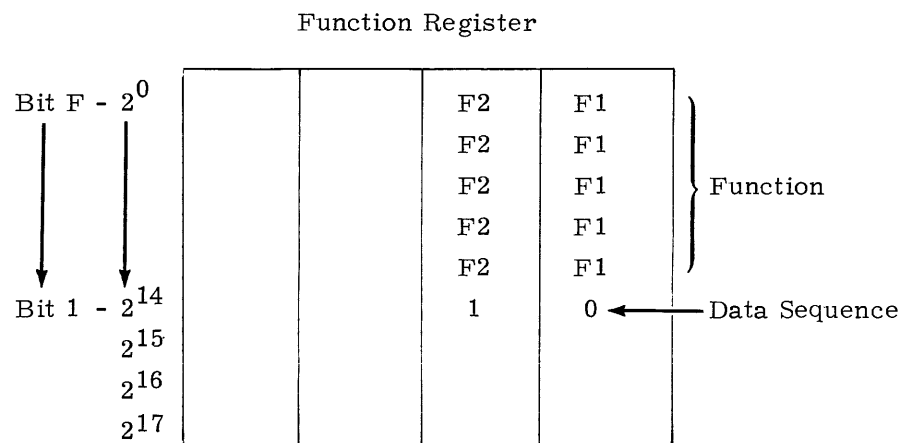 Function Register
Bit F - 2^0 F2 F1
F2 F1
F2 F1 Function
F2 F1
F2 F1
Bit 1 - 2^14 1 0 Data Sequence
2^15
2^16
2^17